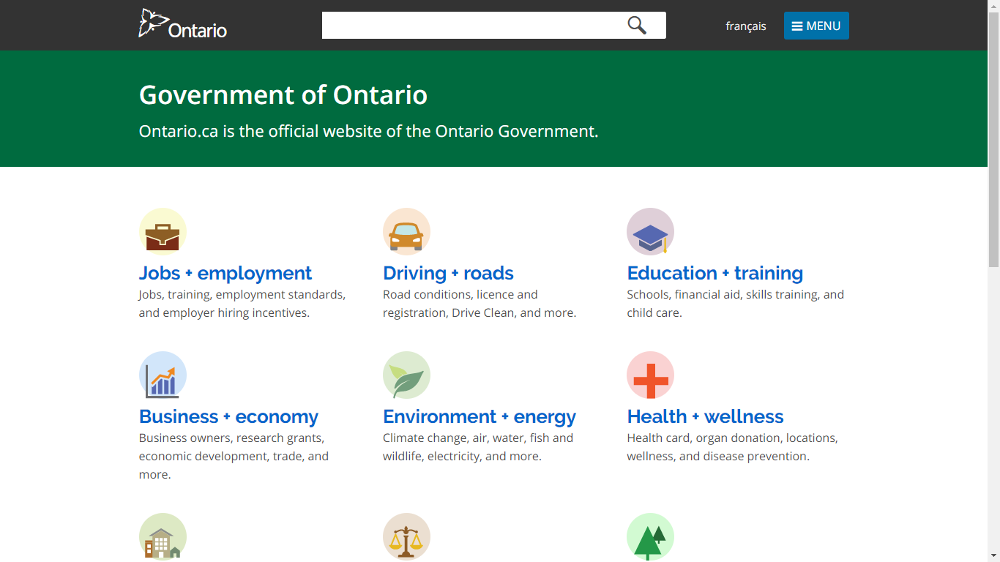 Ontario
français
MENU
Government of Ontario
Ontario.ca is the official website of the Ontario Government.
Jobs + employment
Jobs, training, employment standards,
and employer hiring incentives.
Driving + roads
Road conditions, licence and
registration, Drive Clean, and more.
Education + training
Schools, financial aid, skills training, and
child care.
Business + economy
Business owners, research grants,
economic development, trade, and
more.
Environment + energy
Climate change, air, water, fish and
wildlife, electricity, and more.
Health + wellness
Health card, organ donation, locations,
wellness, and disease prevention.